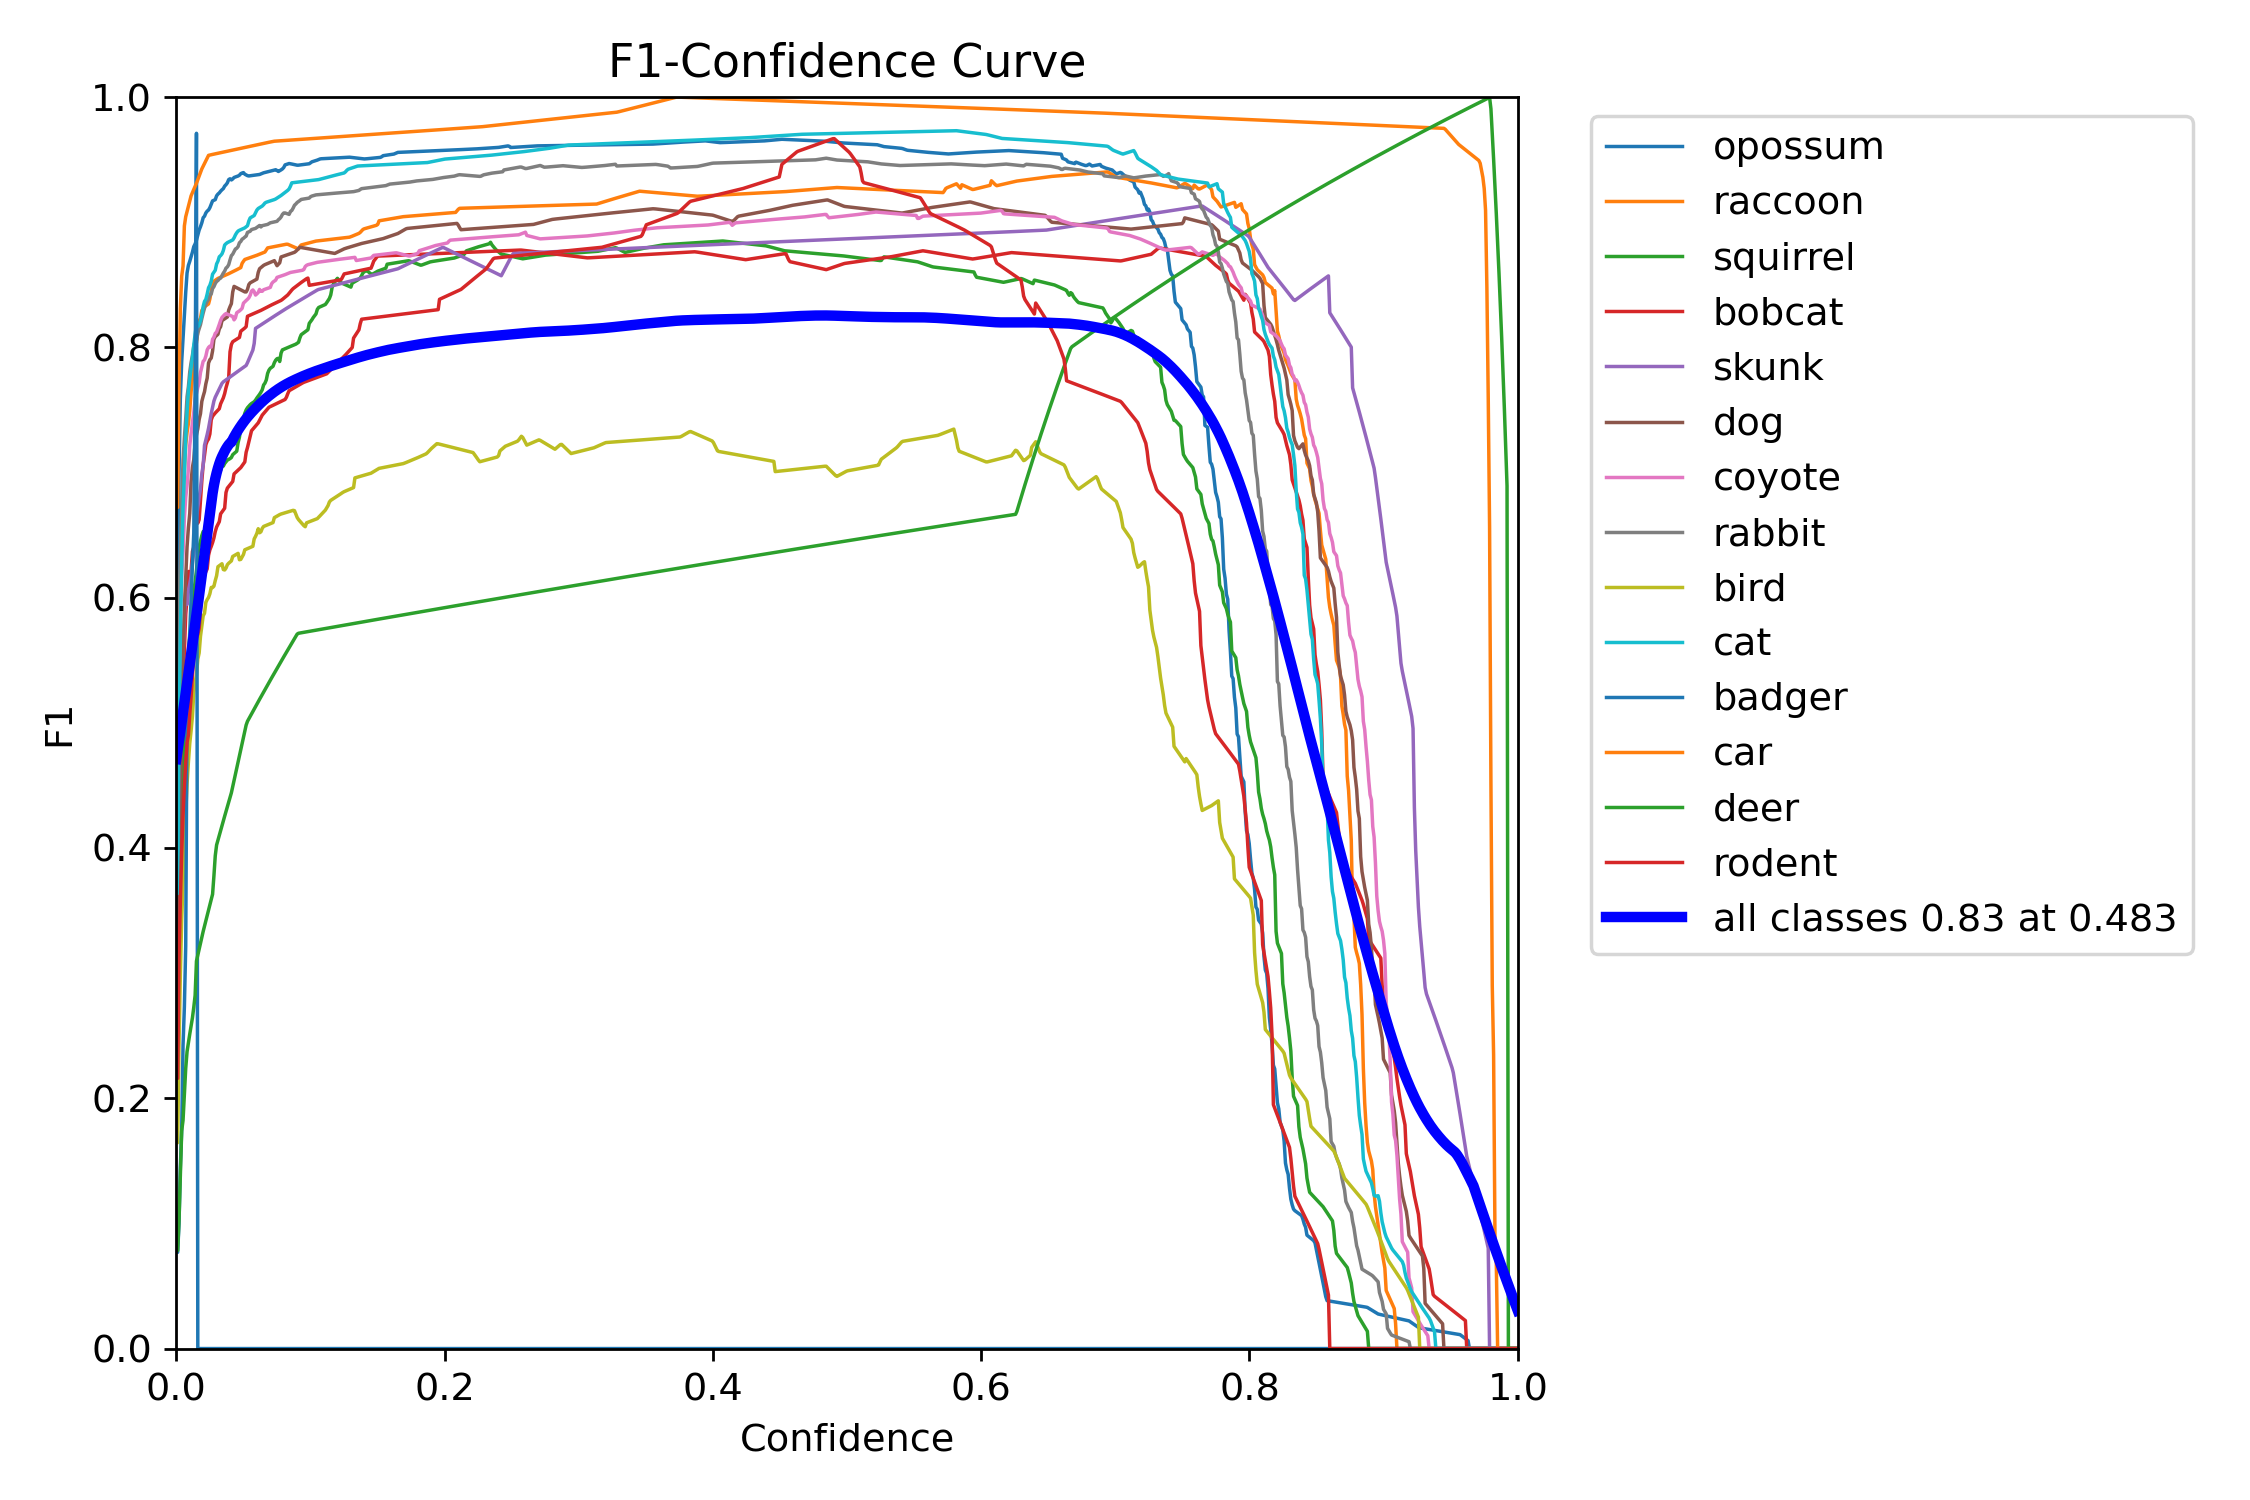 F1-Confidence Curve
1.0
0.8
0.6
0.4
0.2
0.0
F1
0.0 0.2 0.4 0.6 0.8 1.0
Confidence
opossum
raccoon
squirrel
bobcat
skunk
dog
coyote
rabbit
bird
cat
badger
car
deer
rodent
all classes 0.83 at 0.483